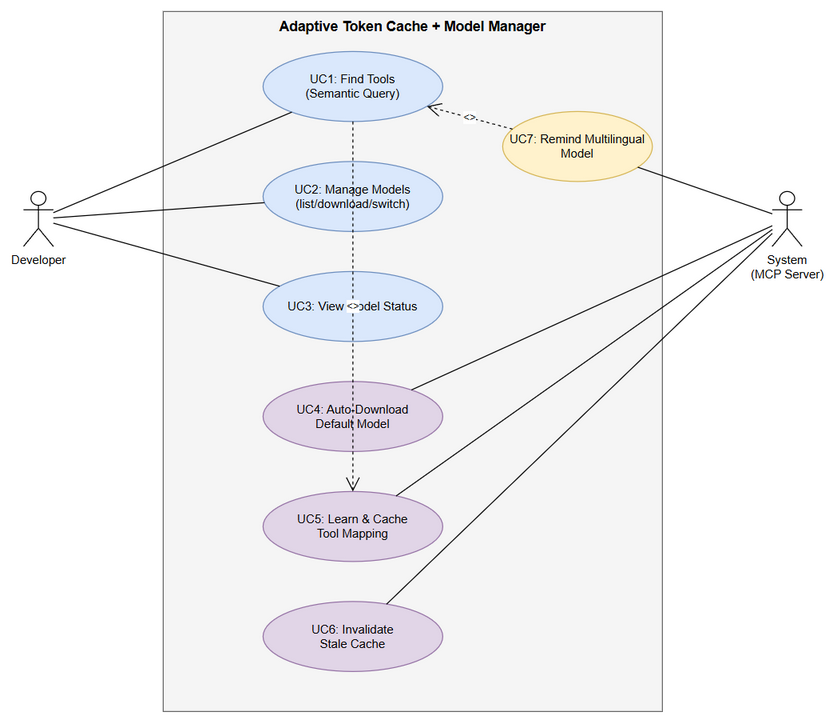 Adaptive Token Cache + Model Manager
UC1: Find Tools
(Semantic Query)
<>
UC7: Remind Multilingual
Model
UC2: Manage Models
(list/download/switch)
Developer
System
(MCP Server)
UC3: View
<>
odel Status
UC4: Auto-Download
Default Model
UC5: Learn & Cache
Tool Mapping
UC6: Invalidate
Stale Cache